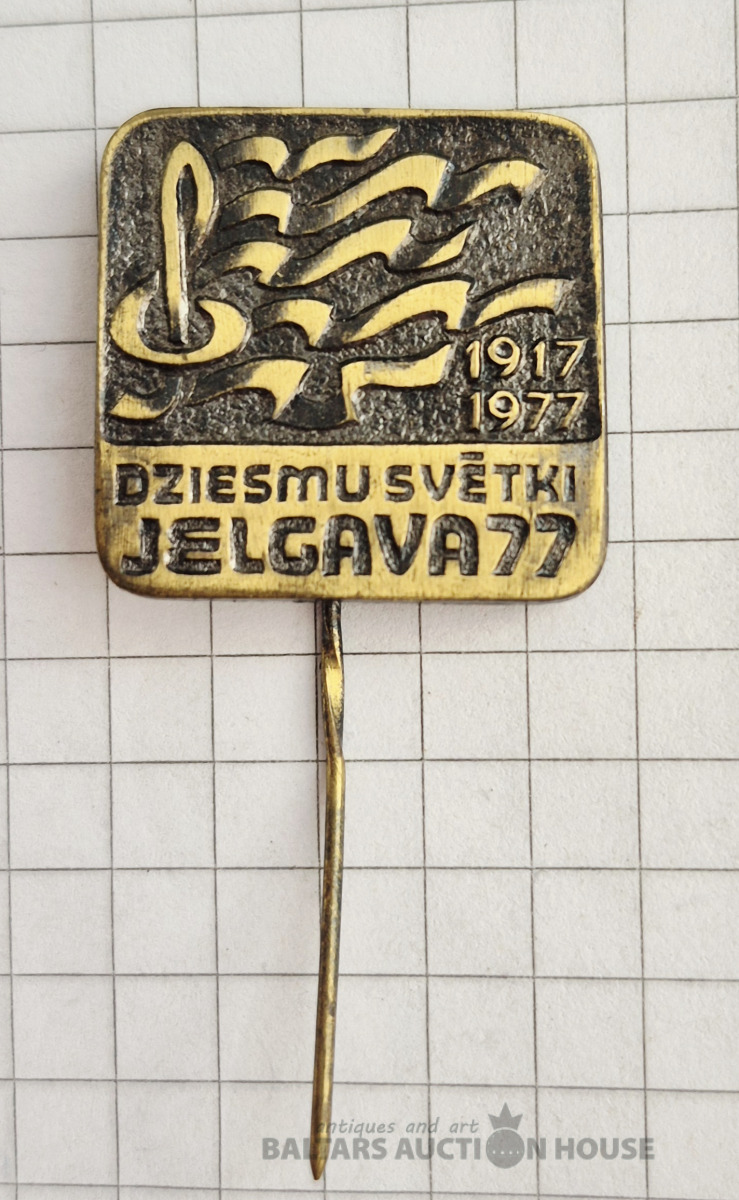 1917
1977
DZIESMU SVĒTKI
JELGAVA 77
antiques and art
BALTARS AUCTION HOUSE